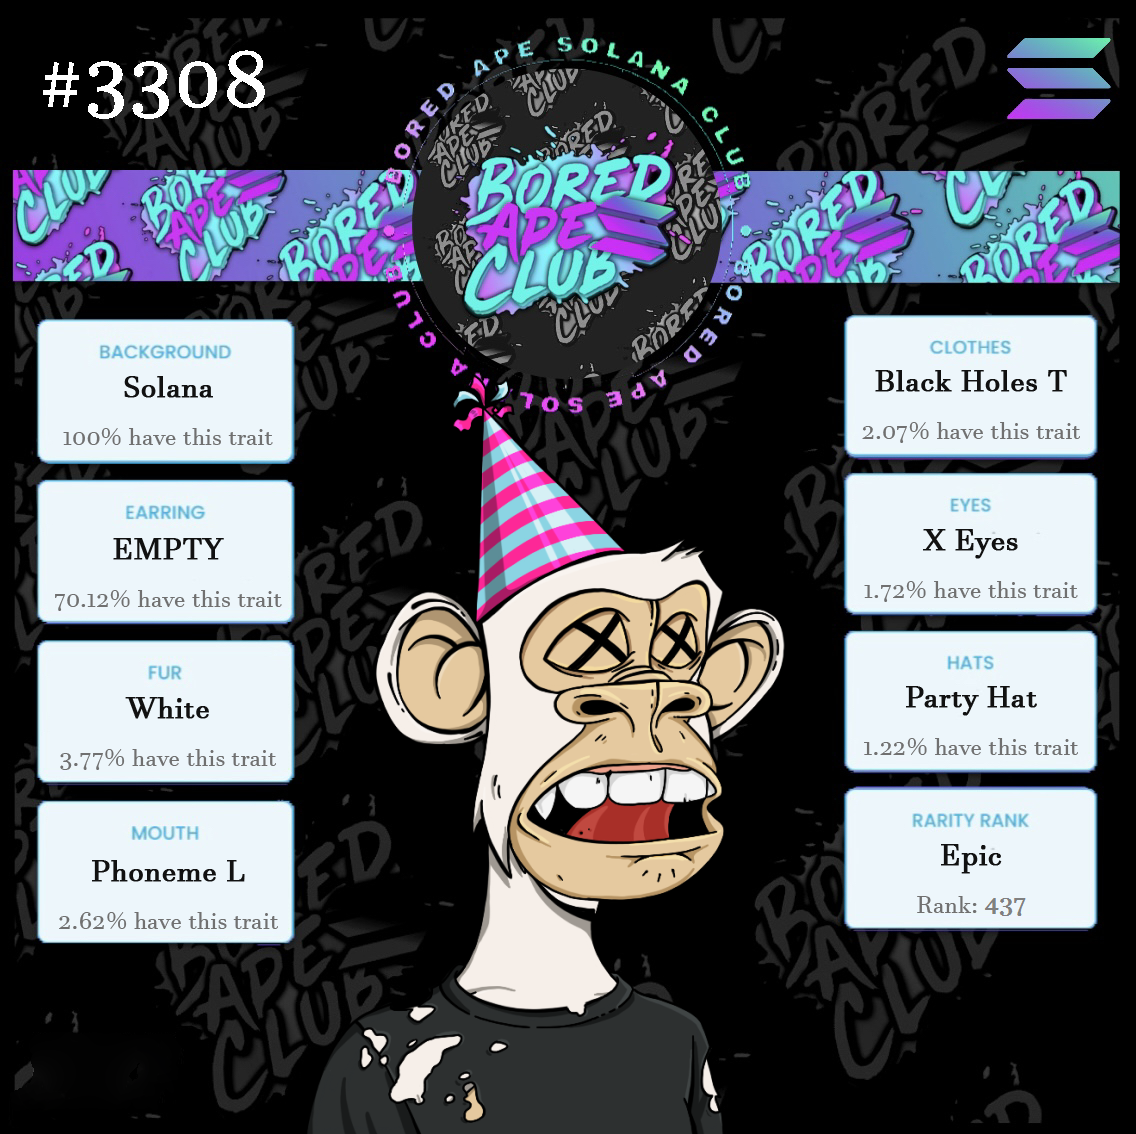 #3308
BORED APE SOLANA CLUB
BORED APE SOLANA CLUB
BORED
APE
CLUB
BACKGROUND
Solana
100% have this trait
EARRING
EMPTY
70.12% have this trait
FUR
White
3.77% have this trait
MOUTH
Phoneme L
2.62% have this trait
CLOTHES
Black Holes T
2.07% have this trait
EYES
X Eyes
1.72% have this trait
HATS
Party Hat
1.22% have this trait
RARITY RANK
Epic
Rank: 437